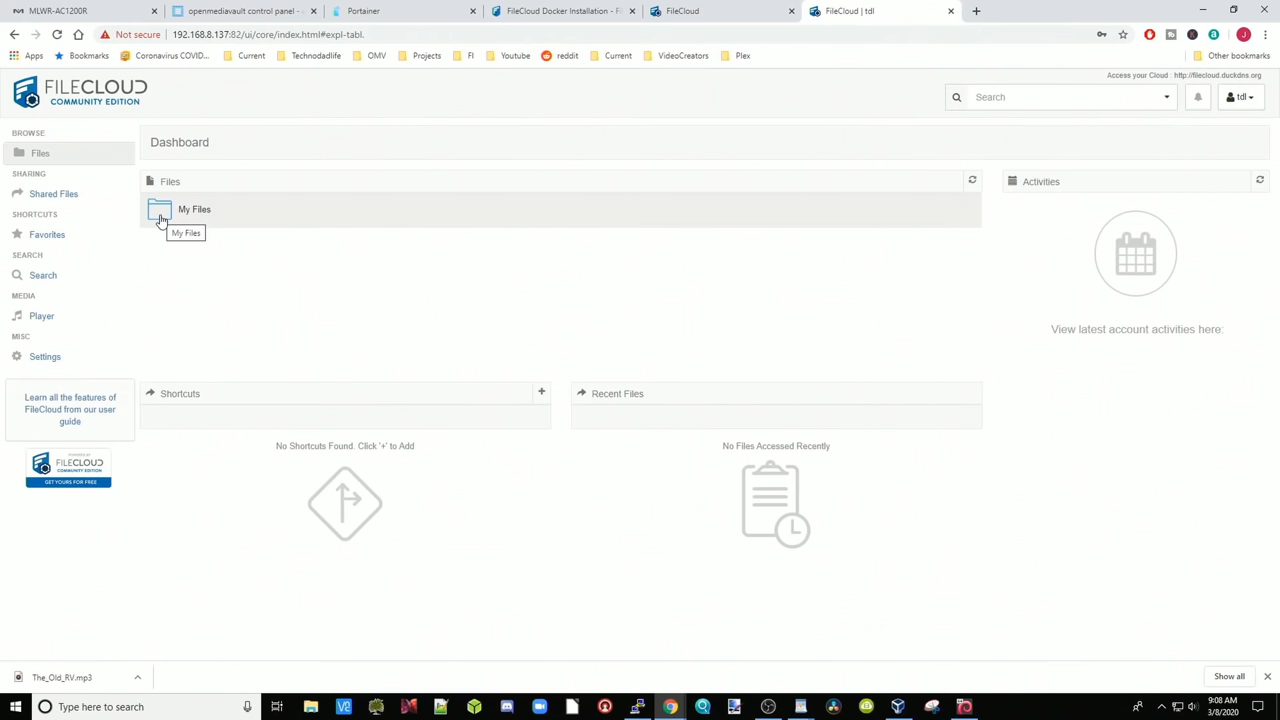 MLWR-AC1200R
openmediavault control panel -
Portainer
FileCloud Docker Installation - F
FileCloud
FileCloud | tdl
Not secure
192.168.8.137:82/ui/core/index.html#expl-tabl.
Apps
Bookmarks
Coronavirus COVID...
Current
Technodadlife
OMV
Projects
FI
Youtube
reddit
Current
VideoCreators
Plex
Other bookmarks
FILECLOUD
COMMUNITY EDITION
Access your Cloud : http://filecloud.duckdns.org
Search
tdl
BROWSE
Files
SHARING
Shared Files
SHORTCUTS
Favorites
SEARCH
Search
MEDIA
Player
MISC
Settings
Learn all the features of
FileCloud from our user
guide
POWERED BY
FILECLOUD
COMMUNITY EDITION
GET YOURS FOR FREE
Dashboard
Files
My Files
My Files
Activities
View latest account activities here:
Shortcuts
No Shortcuts Found. Click '+' to Add
Recent Files
No Files Accessed Recently
The_Old_RV.mp3
Show all
Type here to search
9:08 AM
3/8/2020